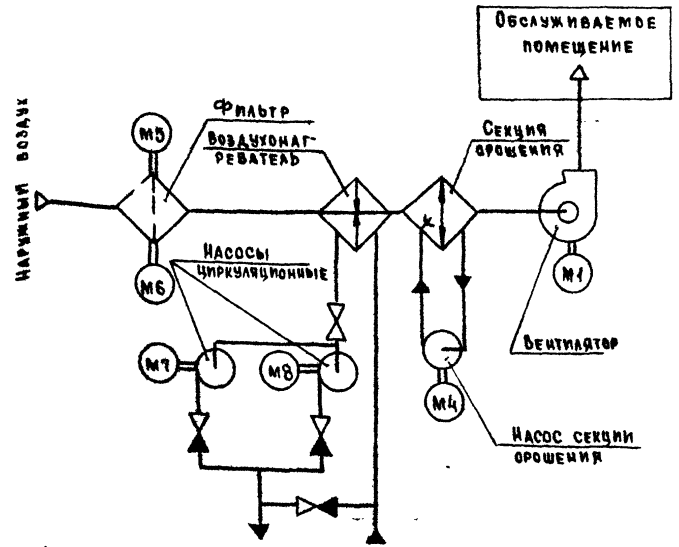 Обслуживаемое
помещение
Наружный воздух
М5
Фильтр
Воздухонаг-
реватель
Секция
орошения
М6
Насосы
циркуляционные
М1
Вентилятор
М7
М8
М4
Насос секции
орошения